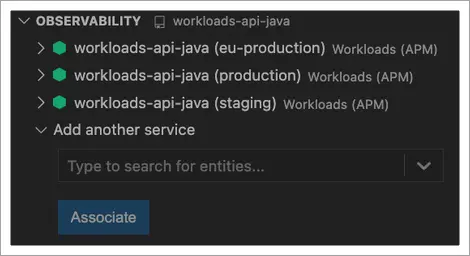 OBSERVABILITY workloads-api-java
workloads-api-java (eu-production) Workloads (APM)
workloads-api-java (production) Workloads (APM)
workloads-api-java (staging) Workloads (APM)
Add another service
Type to search for entities...
Associate